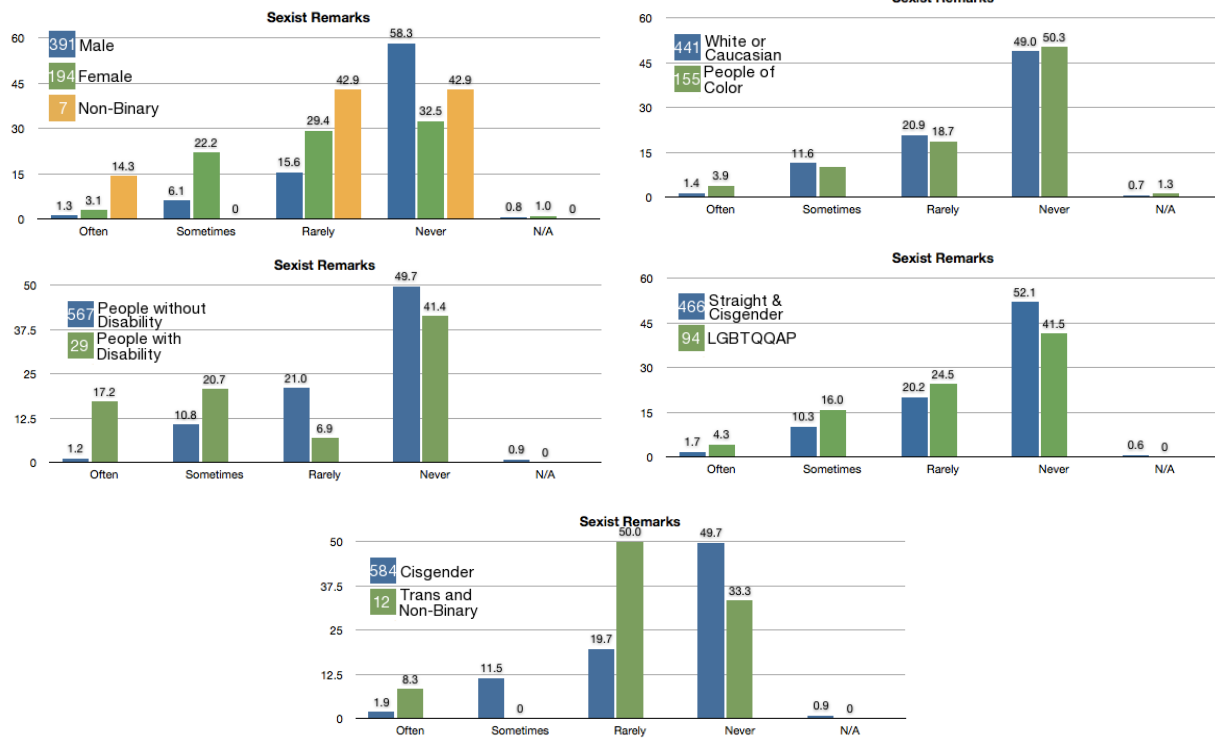 Sexist Remarks
60
45
30
15
0
391 Male
194 Female
7 Non-Binary
1.3 3.1 14.3
6.1 22.2 0
15.6 29.4 42.9
58.3 32.5 42.9
0.8 1.0 0
Often Sometimes Rarely Never N/A
Sexist Remarks
60
45
30
15
0
441 White or
Caucasian
155 People of
Color
1.4 3.9
11.6
20.9 18.7
49.0 50.3
0.7 1.3
Often Sometimes Rarely Never N/A
Sexist Remarks
50
37.5
25
12.5
0
567 People without
Disability
29 People with
Disability
1.2 17.2
10.8 20.7
21.0 6.9
49.7 41.4
0.9 0
Often Sometimes Rarely Never N/A
Sexist Remarks
60
45
30
15
0
466 Straight &
Cisgender
94 LGBTQQAP
1.7 4.3
10.3 16.0
20.2 24.5
52.1 41.5
0.6 0
Often Sometimes Rarely Never N/A
Sexist Remarks
50
37.5
25
12.5
0
584 Cisgender
12 Trans and
Non-Binary
1.9 8.3
11.5 0
19.7 50.0
49.7 33.3
0.9 0
Often Sometimes Rarely Never N/A